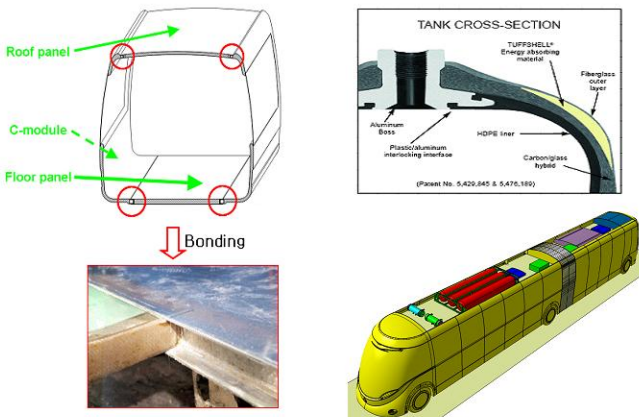 Roof panel
C-module
Floor panel
Bonding
TANK CROSS-SECTION
TUFFSHELL®
Energy absorbing
material
Fiberglass
outer
layer
Aluminum
Boss
Plastic/aluminum
interlocking interface
HDPE liner
Carbon/glass
hybrid
(Patent No. 5,429,845 & 5,476,189)